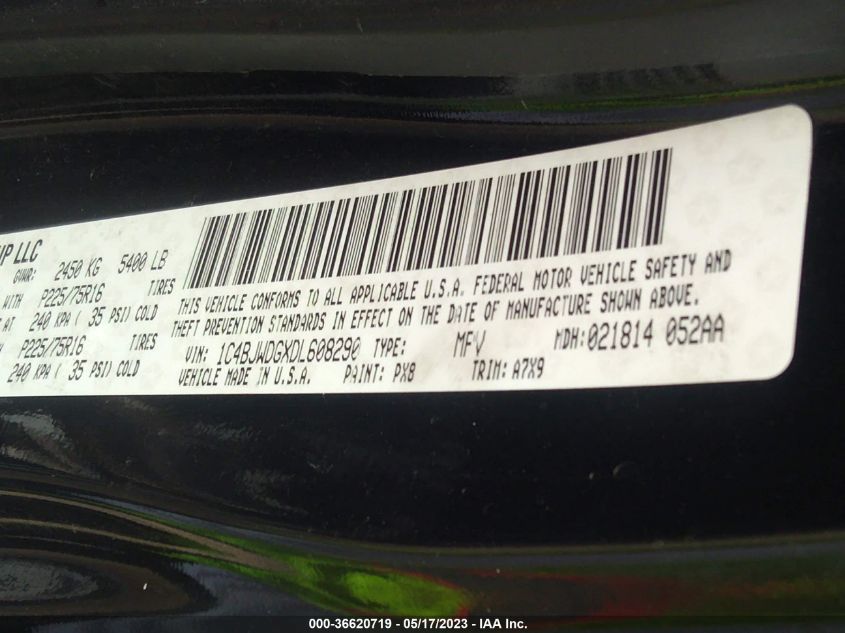 UP LLC
GVWR: 2450 KG 5400 LB
WITH P225/75R16 TIRES
AT 240 KPA ( 35 PSI) COLD
P225/75R16 TIRES
240 KPA ( 35 PSI) COLD
THIS VEHICLE CONFORMS TO ALL APPLICABLE U.S.A. FEDERAL MOTOR VEHICLE SAFETY AND
THEFT PREVENTION STANDARDS IN EFFECT ON THE DATE OF MANUFACTURE SHOWN ABOVE.
VIN: 1C4BJWDGXDL608290 TYPE: MPV MDH: 021814 052AA
VEHICLE MADE IN U.S.A. PAINT: PX8 TRIM: A7X9
000-36620719 - 05/17/2023 - IAA Inc.